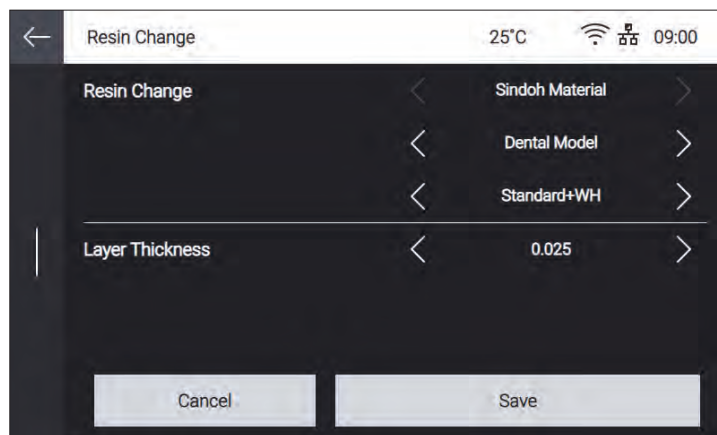 Resin Change 25°C 09:00
Resin Change Sindoh Material
Dental Model
Standard+WH
Layer Thickness 0.025
Cancel Save